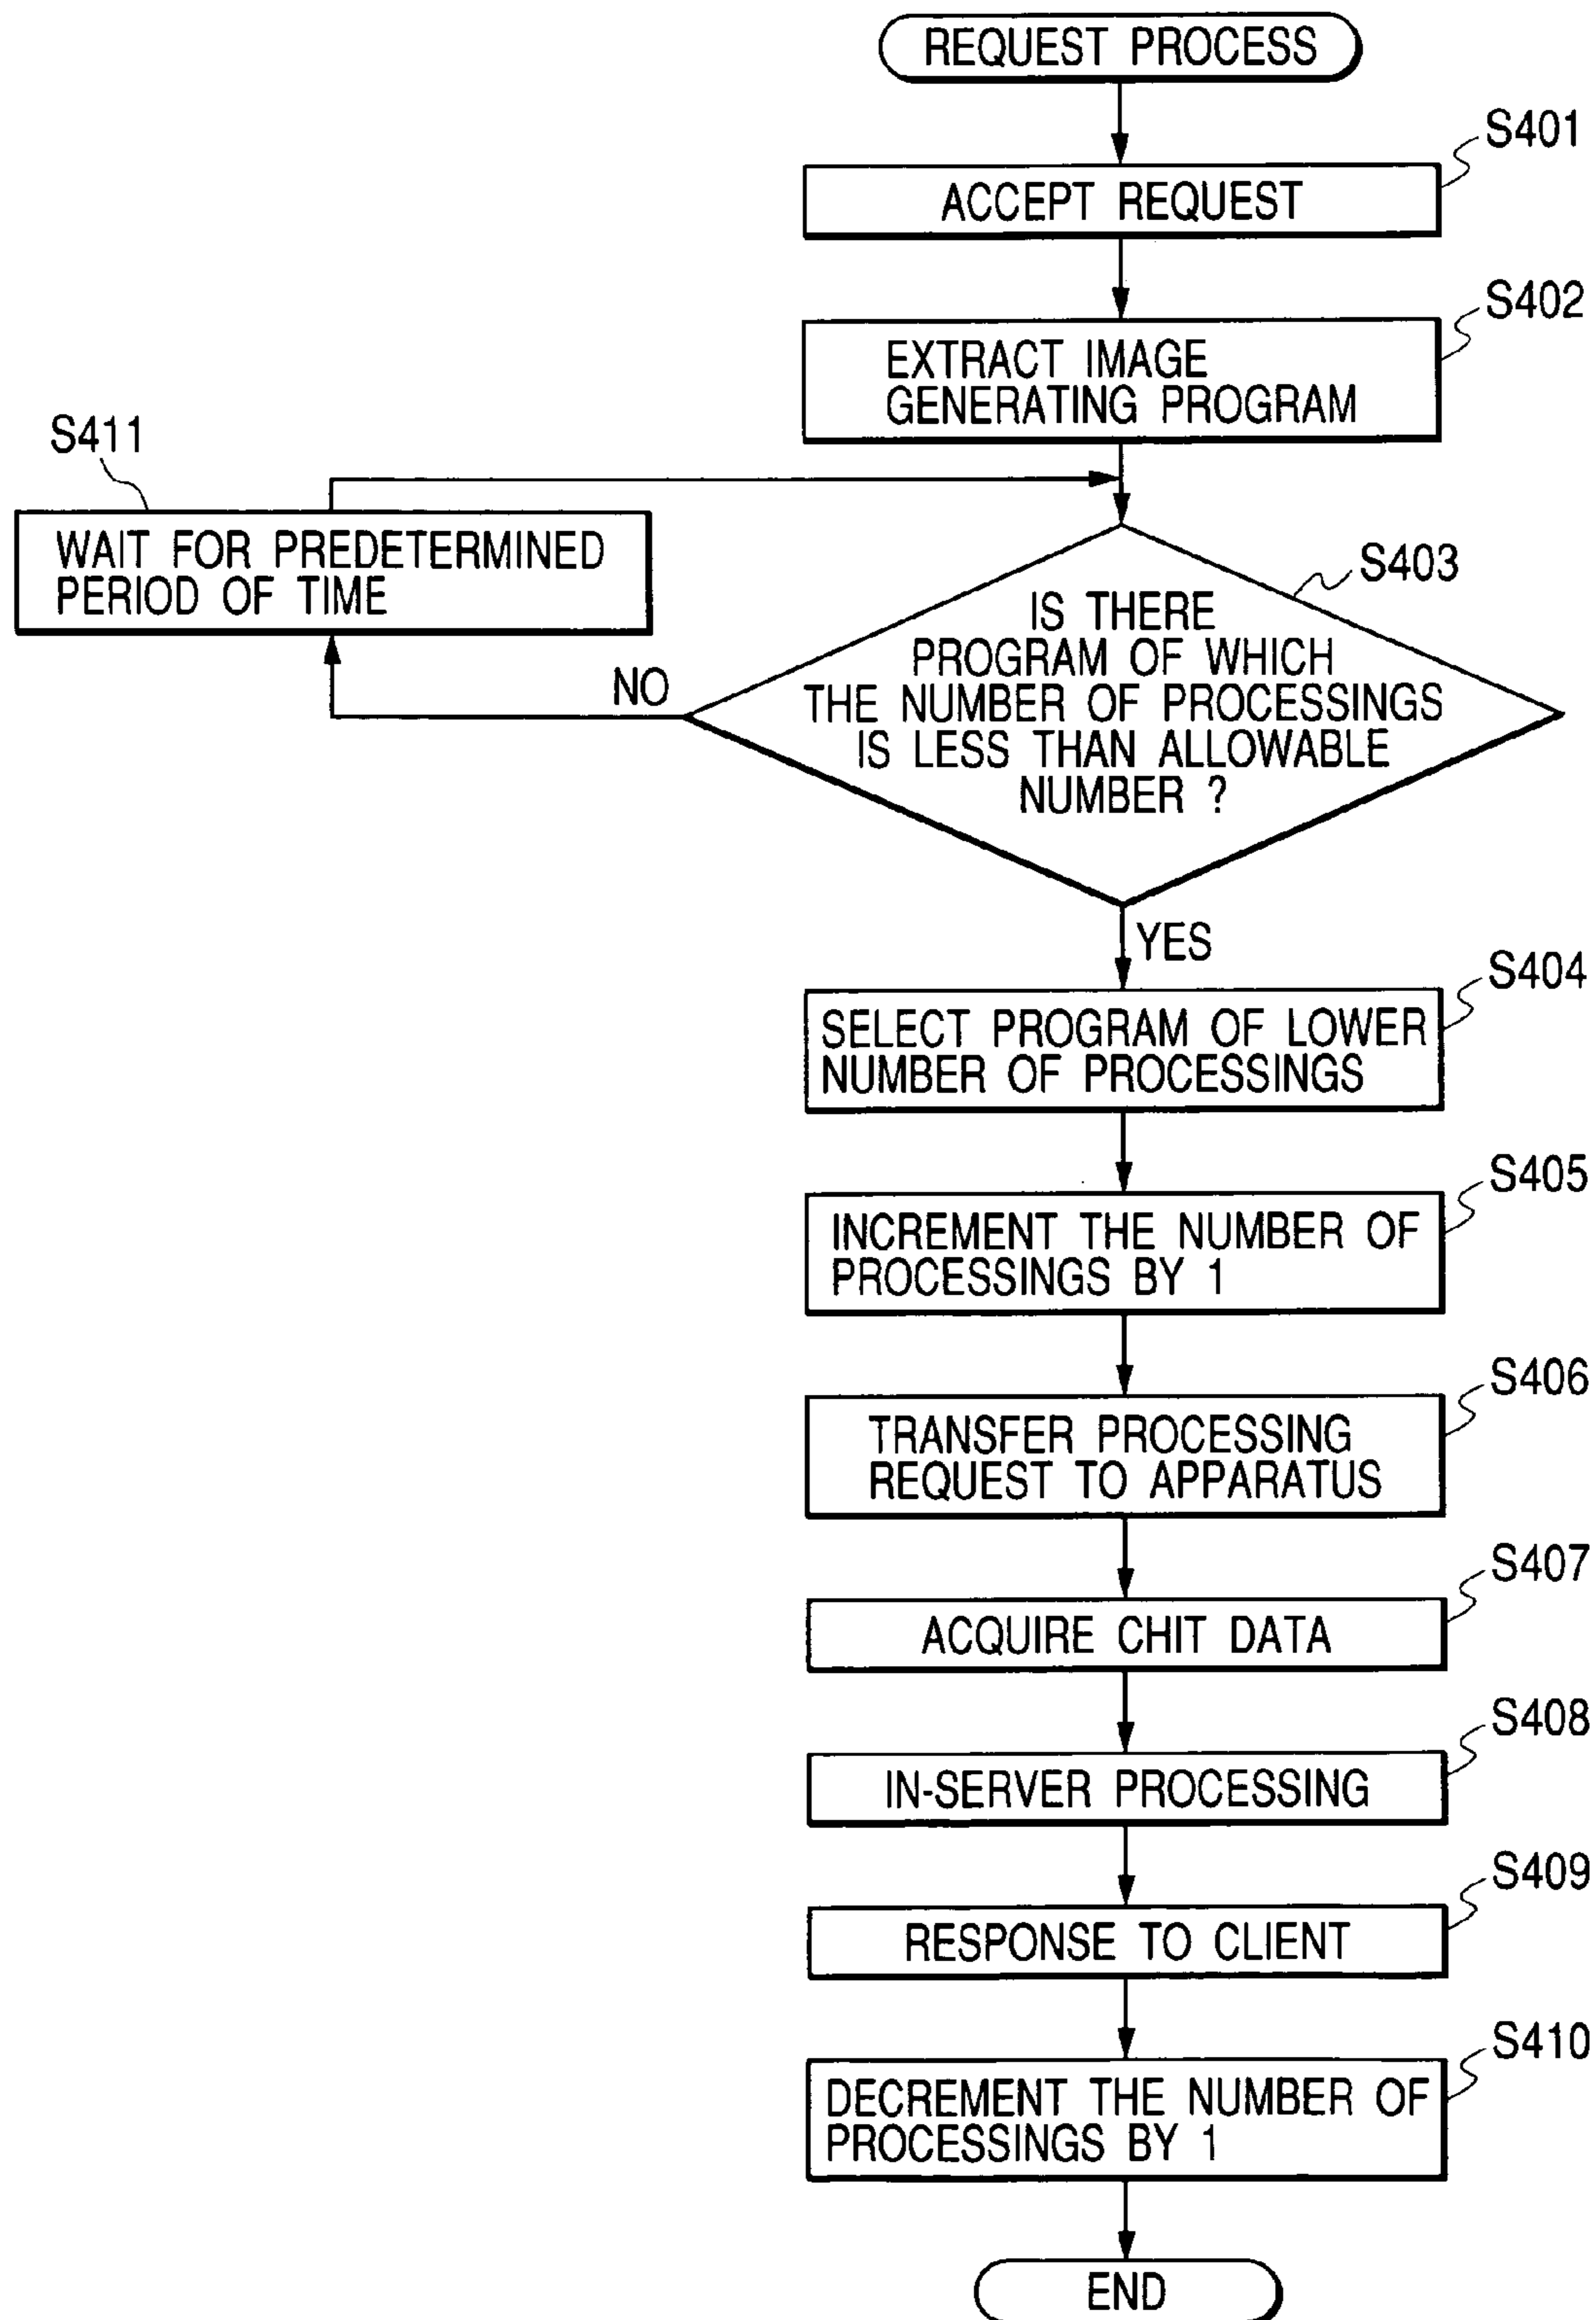 REQUEST PROCESS
S401
ACCEPT REQUEST
S402
EXTRACT IMAGE
GENERATING PROGRAM
S411
WAIT FOR PREDETERMINED
PERIOD OF TIME
S403
IS THERE
PROGRAM OF WHICH
THE NUMBER OF PROCESSINGS
IS LESS THAN ALLOWABLE
NUMBER ?
NO
YES
S404
SELECT PROGRAM OF LOWER
NUMBER OF PROCESSINGS
S405
INCREMENT THE NUMBER OF
PROCESSINGS BY 1
S406
TRANSFER PROCESSING
REQUEST TO APPARATUS
S407
ACQUIRE CHIT DATA
S408
IN-SERVER PROCESSING
S409
RESPONSE TO CLIENT
S410
DECREMENT THE NUMBER OF
PROCESSINGS BY 1
END